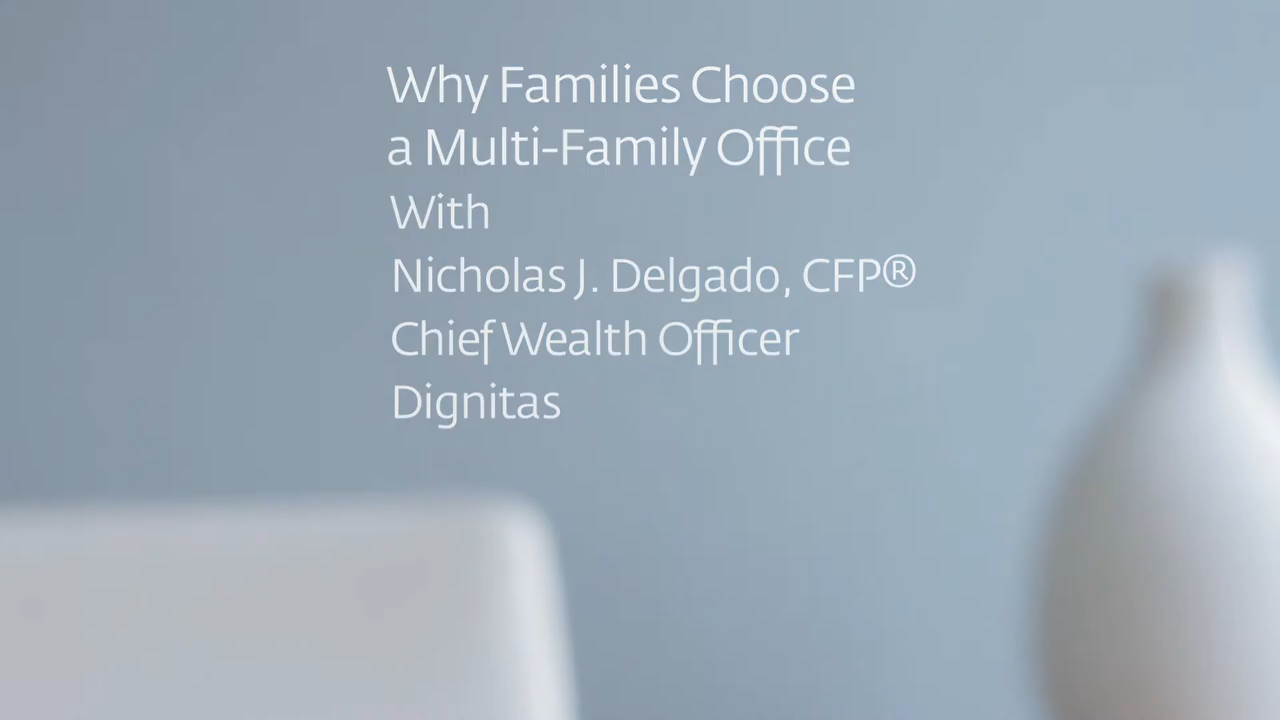 Why Families Choose
a Multi-Family Office
With
Nicholas J. Delgado, CFP®
Chief Wealth Officer
Dignitas